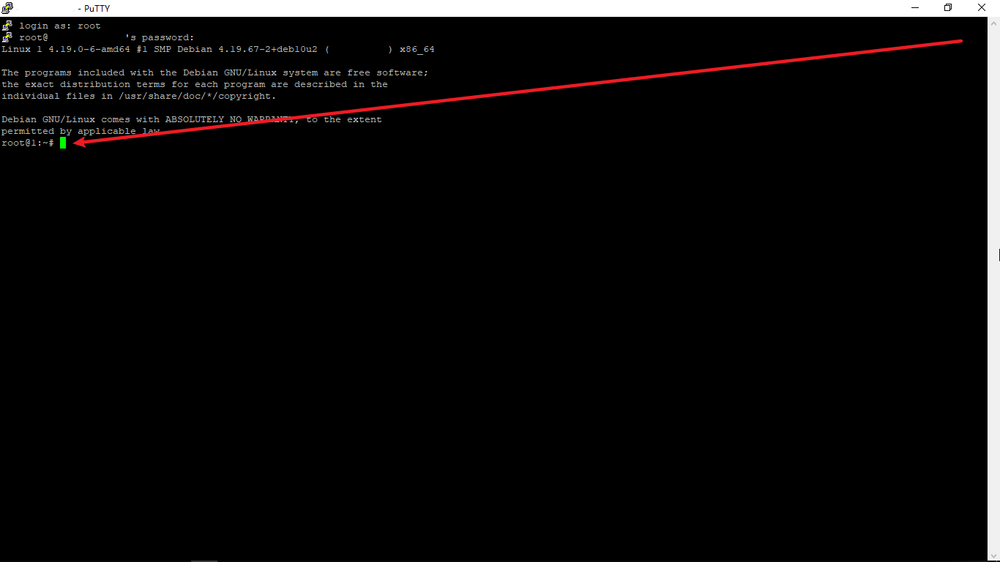 - PuTTY
login as: root
root@ 's password:
Linux 1 4.19.0-6-amd64 #1 SMP Debian 4.19.67-2+deb10u2 ( ) x86_64
The programs included with the Debian GNU/Linux system are free software;
the exact distribution terms for each program are described in the
individual files in /usr/share/doc/*/copyright.
Debian GNU/Linux comes with ABSOLUTELY NO WARRANTY, to the extent
permitted by applicable law.
root@1:~#